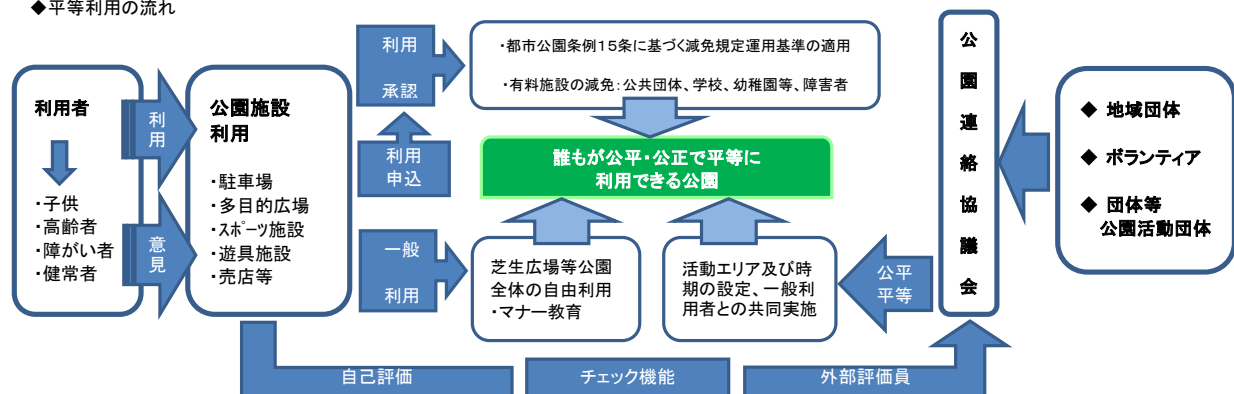 ◆平等利用の流れ
利用者
・子供
・高齢者
・障がい者
・健常者
利用
意見
公園施設
利用
・駐車場
・多目的広場
・スポーツ施設
・遊具施設
・売店等
利用
承認
利用
申込
一般
利用
・都市公園条例15条に基づく減免規定運用基準の適用
・有料施設の減免：公共団体、学校、幼稚園等、障害者
誰もが公平・公正で平等に
利用できる公園
芝生広場等公園
全体の自由利用
・マナー教育
活動エリア及び時
期の設定、一般利
用者との共同実施
公平
平等
公園連絡協議会
◆ 地域団体
◆ ボランティア
◆ 団体等
公園活動団体
自己評価
チェック機能
外部評価員